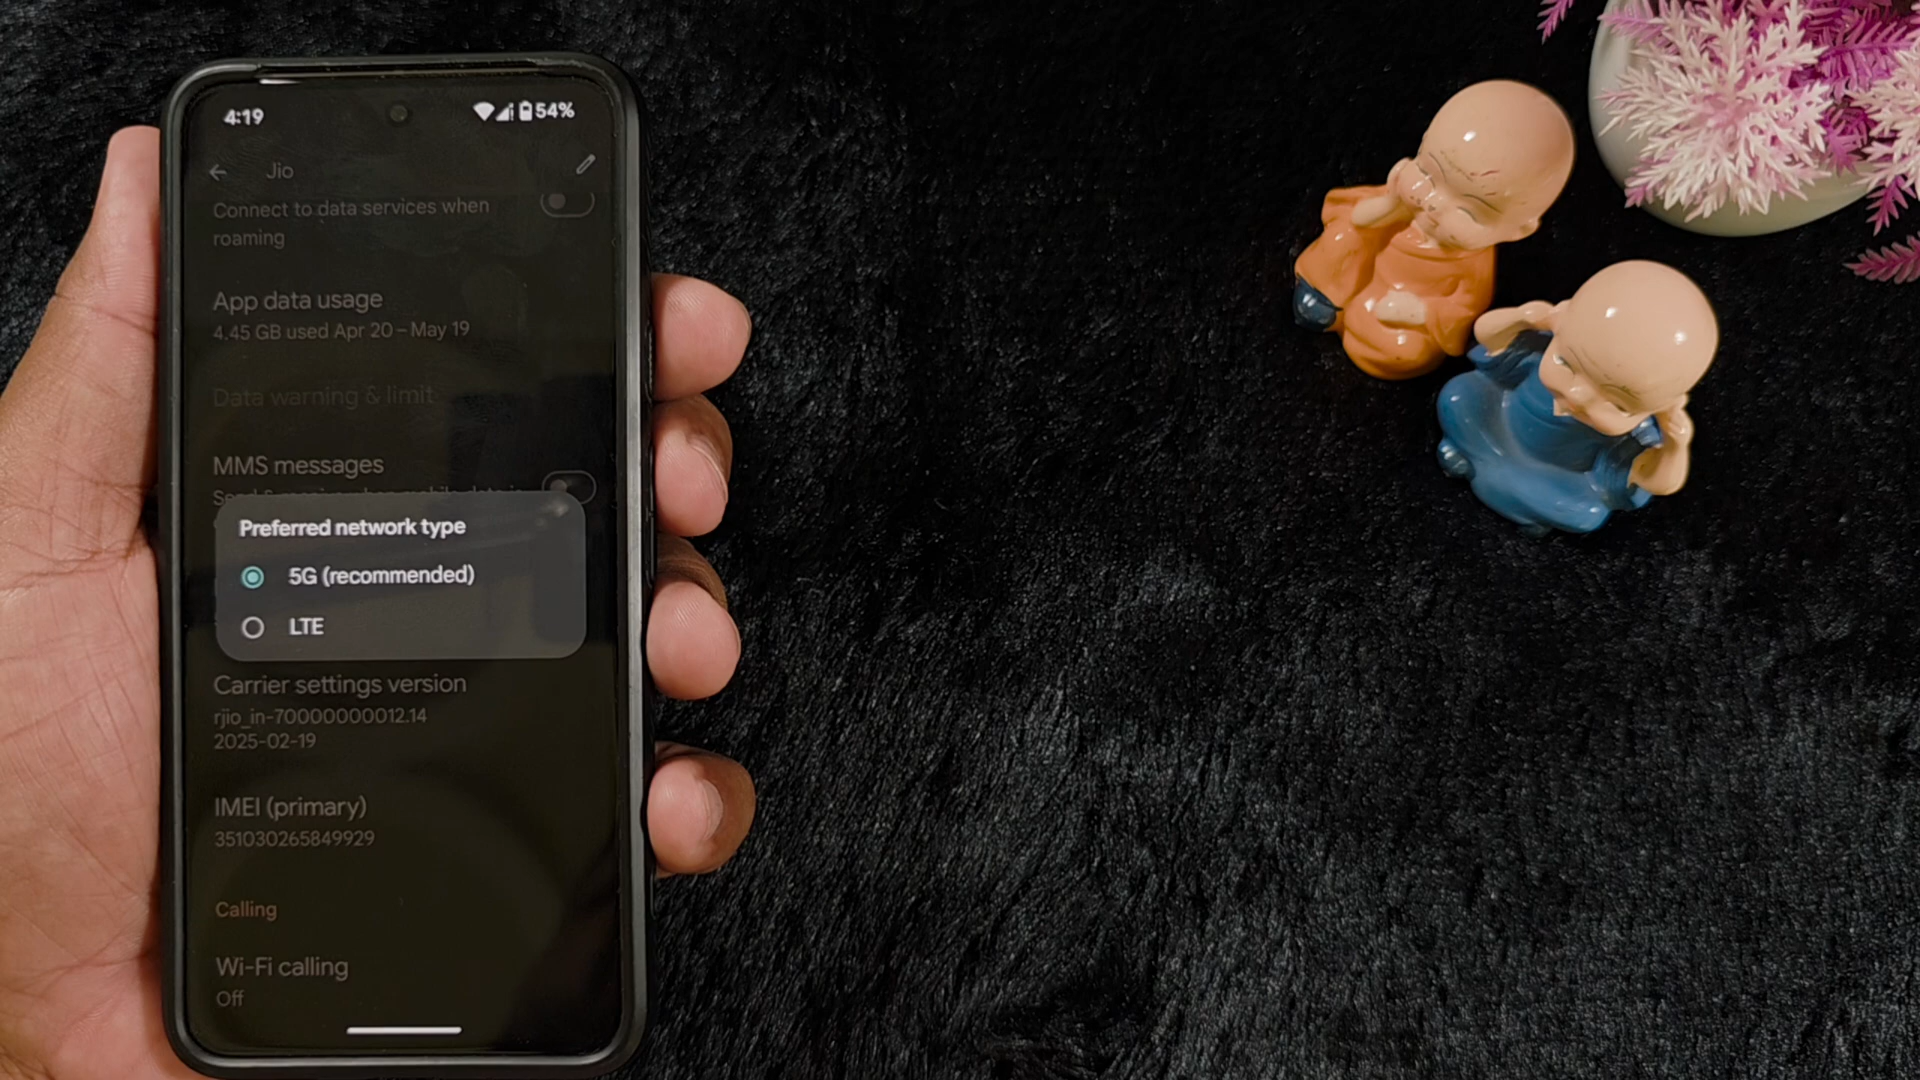 4:19
54%
Jio
Connect to data services when
roaming
App data usage
4.45 GB used Apr 20 – May 19
Data warning & limit
MMS messages
Preferred network type
5G (recommended)
LTE
Carrier settings version
rjio_in-70000000012.14
2025-02-19
IMEI (primary)
351030265849929
Calling
Wi-Fi calling
Off